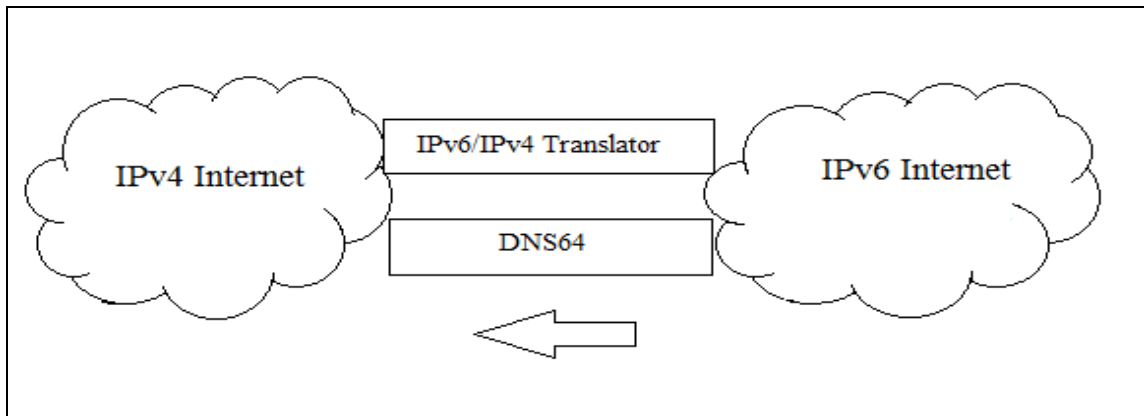 IPv6/IPv4 Translator
IPv4 Internet
IPv6 Internet
DNS64